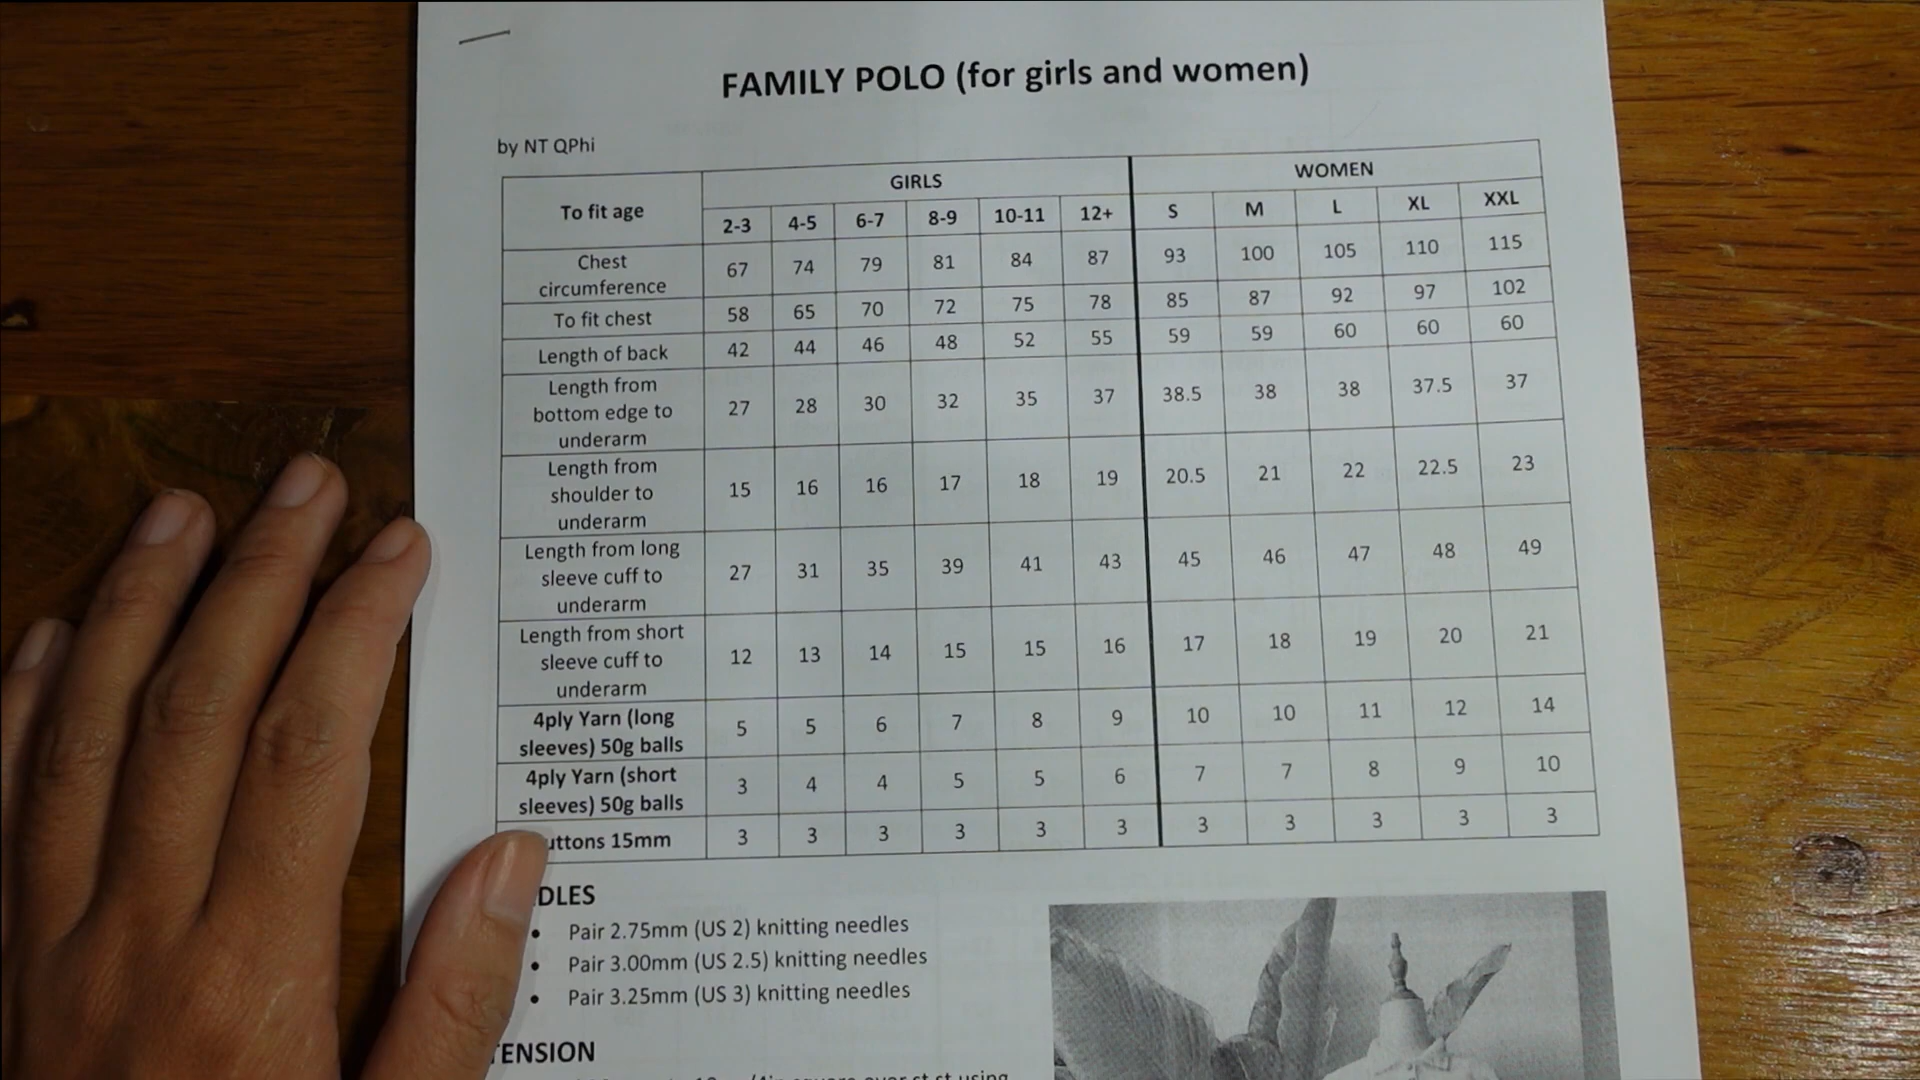 FAMILY POLO (for girls and women)
by NT QPhi
To fit age GIRLS WOMEN
2-3 4-5 6-7 8-9 10-11 12+ S M L XL XXL
Chest
circumference 67 74 79 81 84 87 93 100 105 110 115
To fit chest 58 65 70 72 75 78 85 87 92 97 102
Length of back 42 44 46 48 52 55 59 59 60 60 60
Length from
bottom edge to 27 28 30 32 35 37 38.5 38 38 37.5 37
underarm
Length from
shoulder to 15 16 16 17 18 19 20.5 21 22 22.5 23
underarm
Length from long
sleeve cuff to 27 31 35 39 41 43 45 46 47 48 49
underarm
Length from short
sleeve cuff to 12 13 14 15 15 16 17 18 19 20 21
underarm
4ply Yarn (long
sleeves) 50g balls 5 5 6 7 8 9 10 10 11 12 14
4ply Yarn (short
sleeves) 50g balls 3 4 4 5 5 6 7 7 8 9 10
uttons 15mm 3 3 3 3 3 3 3 3 3 3 3
DLES
• Pair 2.75mm (US 2) knitting needles
• Pair 3.00mm (US 2.5) knitting needles
• Pair 3.25mm (US 3) knitting needles
TENSION